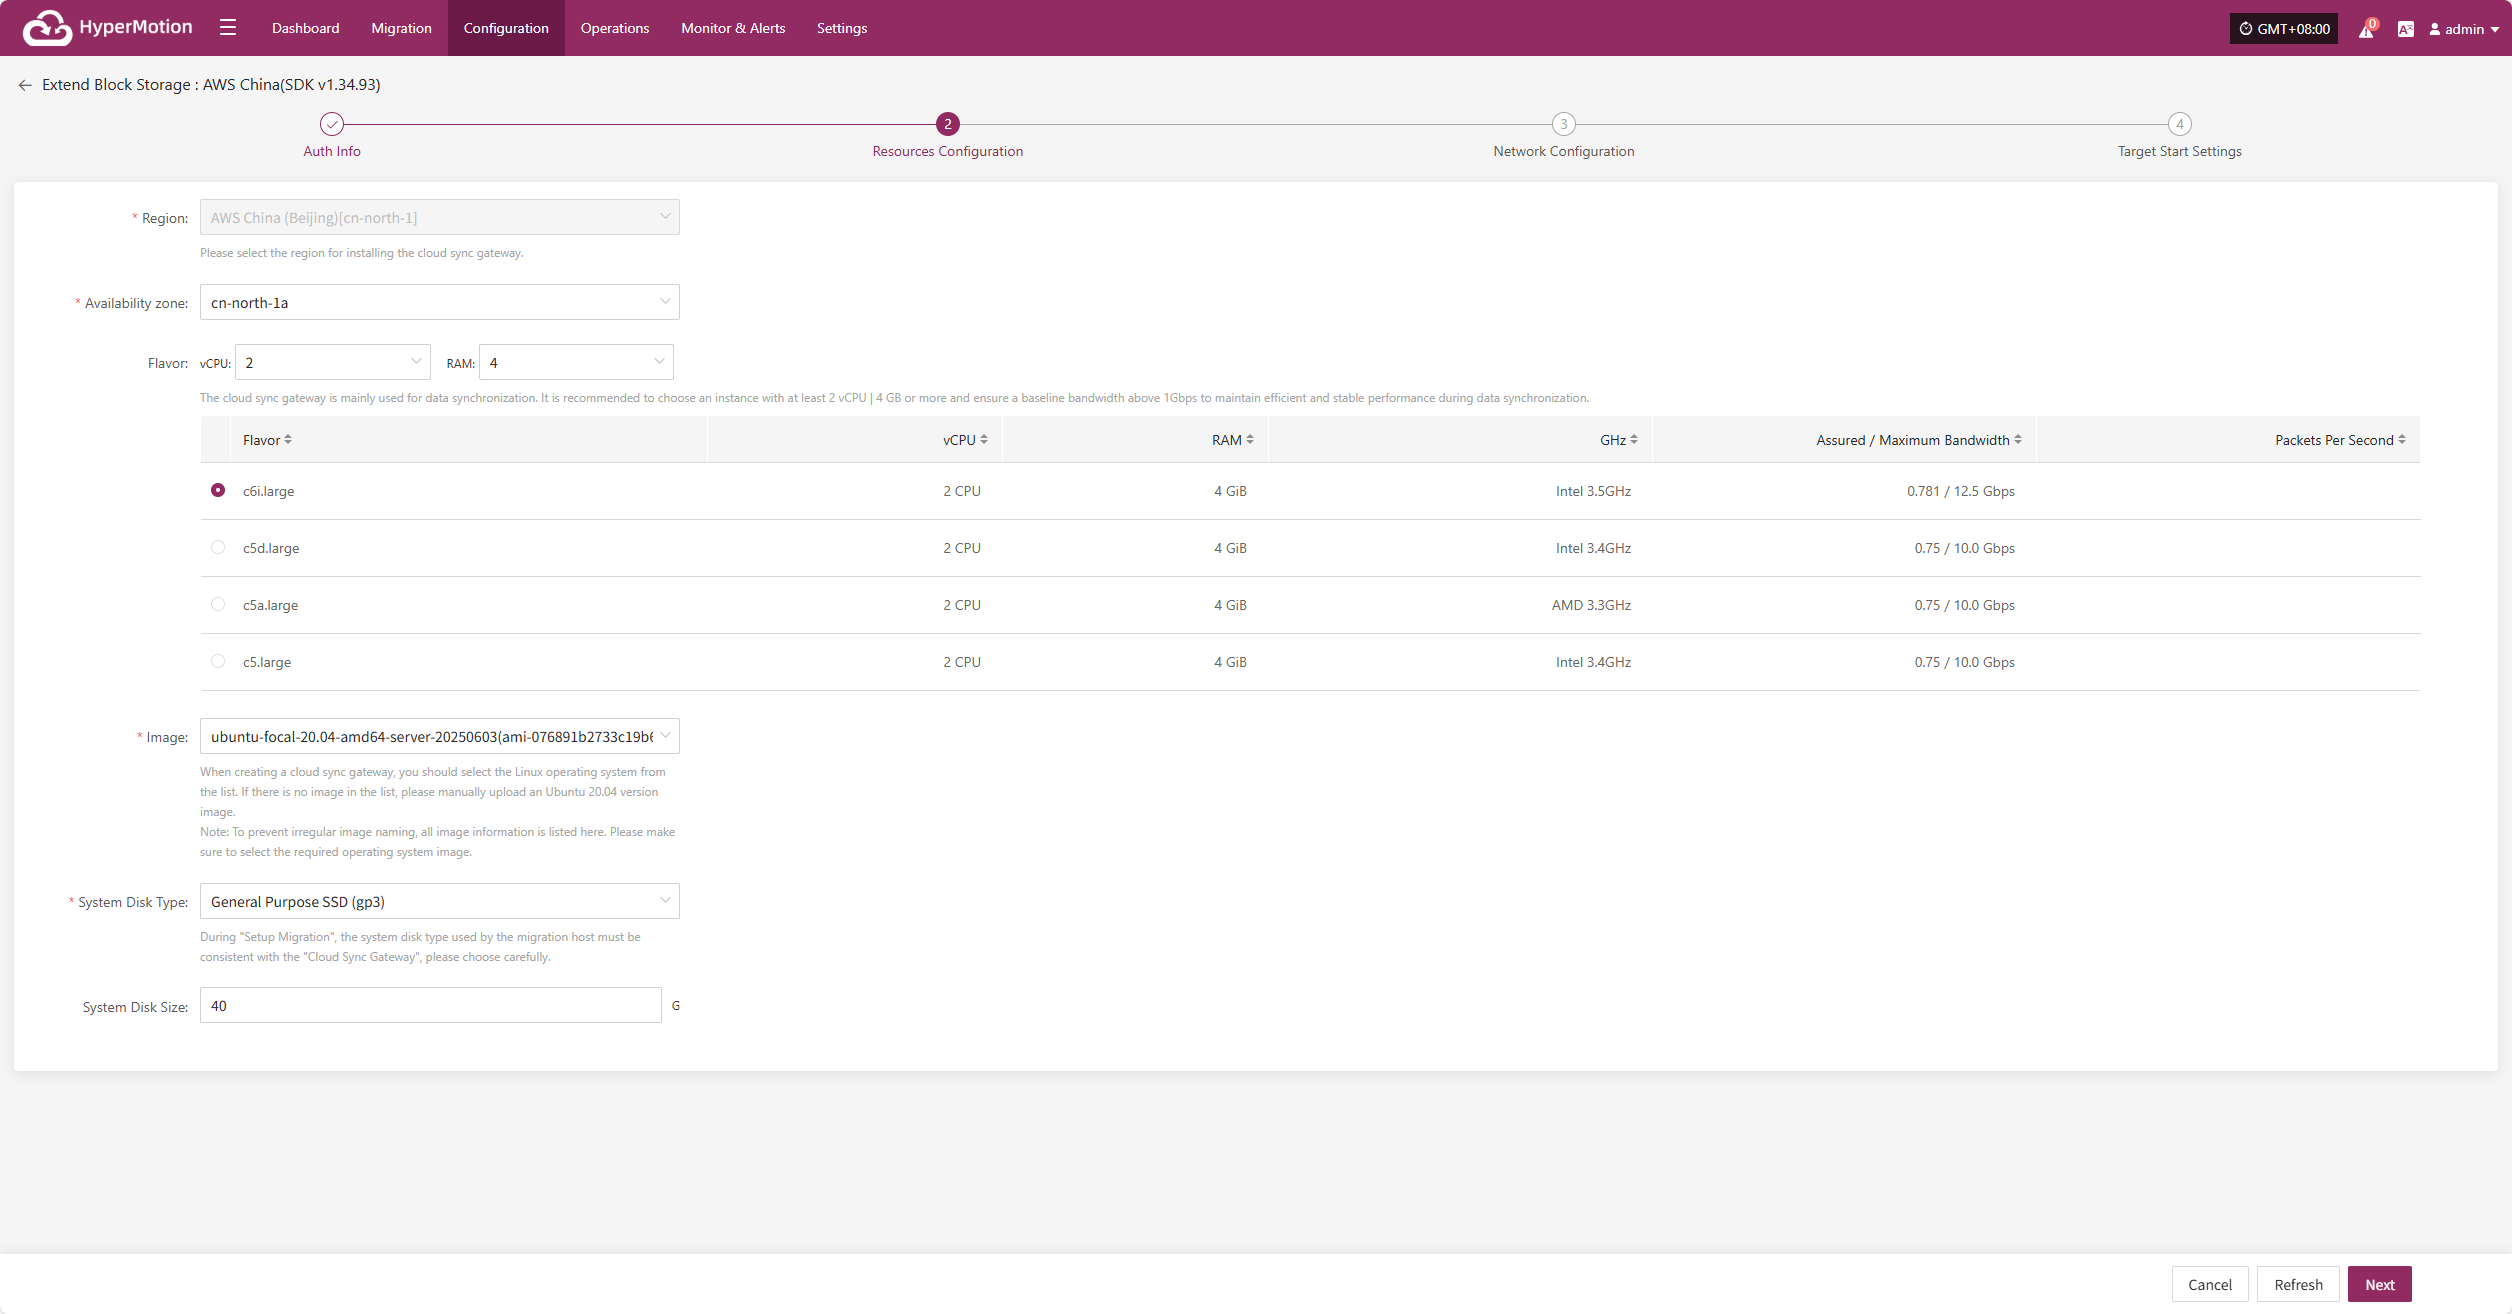 HyperMotion
Dashboard
Migration
Configuration
Operations
Monitor & Alerts
Settings
GMT+08:00
0
admin
Extend Block Storage : AWS China(SDK v1.34.93)
2
3
4
Auth Info
Resources Configuration
Network Configuration
Target Start Settings
* Region: AWS China (Beijing)[cn-north-1]
Please select the region for installing the cloud sync gateway.
* Availability zone: cn-north-1a
Flavor: vCPU: 2 RAM: 4
The cloud sync gateway is mainly used for data synchronization. It is recommended to choose an instance with at least 2 vCPU | 4 GB or more and ensure a baseline bandwidth above 1Gbps to maintain efficient and stable performance during data synchronization.
Flavor vCPU RAM GHz Assured / Maximum Bandwidth Packets Per Second
c6i.large 2 CPU 4 GiB Intel 3.5GHz 0.781 / 12.5 Gbps
c5d.large 2 CPU 4 GiB Intel 3.4GHz 0.75 / 10.0 Gbps
c5a.large 2 CPU 4 GiB AMD 3.3GHz 0.75 / 10.0 Gbps
c5.large 2 CPU 4 GiB Intel 3.4GHz 0.75 / 10.0 Gbps
* Image: ubuntu-focal-20.04-amd64-server-20250603(ami-076891b2733c19b6
When creating a cloud sync gateway, you should select the Linux operating system from
the list. If there is no image in the list, please manually upload an Ubuntu 20.04 version
image.
Note: To prevent irregular image naming, all image information is listed here. Please make
sure to select the required operating system image.
* System Disk Type: General Purpose SSD (gp3)
During "Setup Migration", the system disk type used by the migration host must be
consistent with the "Cloud Sync Gateway", please choose carefully.
System Disk Size: 40 G
Cancel
Refresh
Next